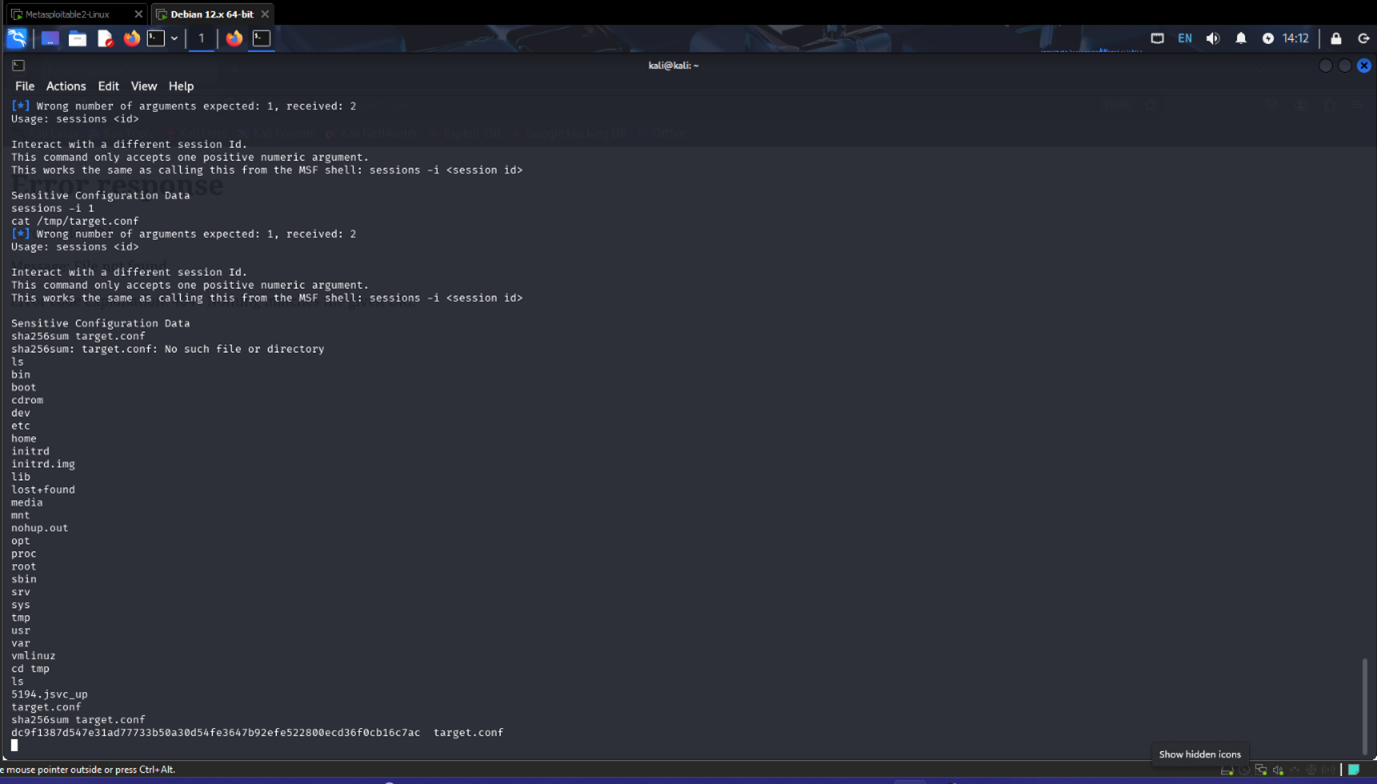 Metasploitable2-Linux
Debian 12.x 64-bit
1
EN
14:12
kali@kali: ~
File Actions Edit View Help
[*] Wrong number of arguments expected: 1, received: 2
Usage: sessions <id>
Interact with a different session Id.
This command only accepts one positive numeric argument.
This works the same as calling this from the MSF shell: sessions -i <session id>
Error response
Sensitive Configuration Data
sessions -i 1
cat /tmp/target.conf
[*] Wrong number of arguments expected: 1, received: 2
Usage: sessions <id>
Interact with a different session Id.
This command only accepts one positive numeric argument.
This works the same as calling this from the MSF shell: sessions -i <session id>
Sensitive Configuration Data
sha256sum target.conf
sha256sum: target.conf: No such file or directory
ls
bin
boot
cdrom
dev
etc
home
initrd
initrd.img
lib
lost+found
media
mnt
nohup.out
opt
proc
root
sbin
srv
sys
tmp
usr
var
vmlinuz
cd tmp
ls
5194.jsvc_up
target.conf
sha256sum target.conf
dc9f1387d547e31ad77733b50a30d54fe3647b92efe522800ecd36f0cb16c7ac  target.conf
Show hidden icons
e mouse pointer outside or press Ctrl+Alt.